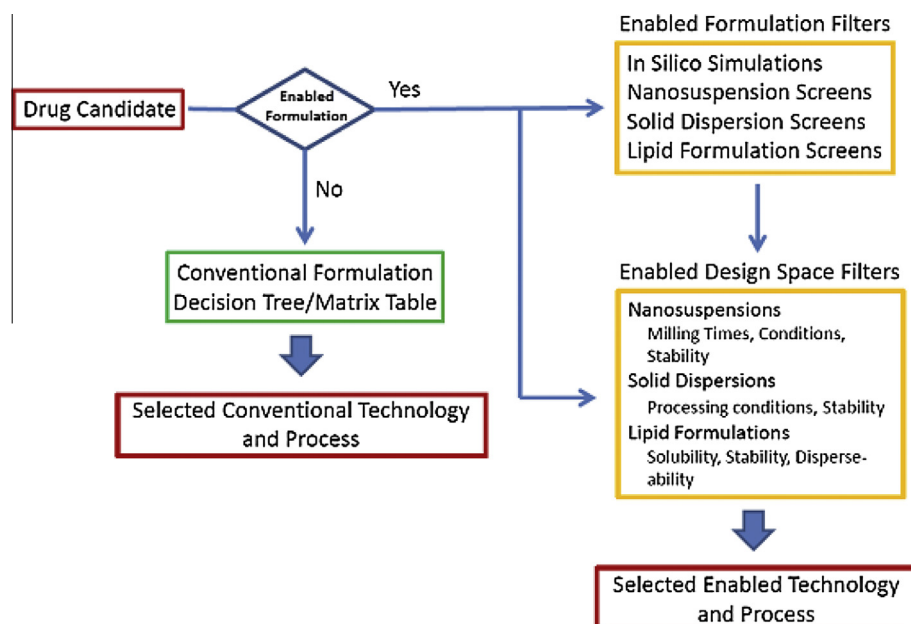 Drug Candidate
Enabled
Formulation
Yes
No
Conventional Formulation
Decision Tree/Matrix Table
Selected Conventional Technology
and Process
Enabled Formulation Filters
In Silico Simulations
Nanosuspension Screens
Solid Dispersion Screens
Lipid Formulation Screens
Enabled Design Space Filters
Nanosuspensions
Milling Times, Conditions,
Stability
Solid Dispersions
Processing conditions, Stability
Lipid Formulations
Solubility, Stability, Disperse-
ability
Selected Enabled Technology
and Process